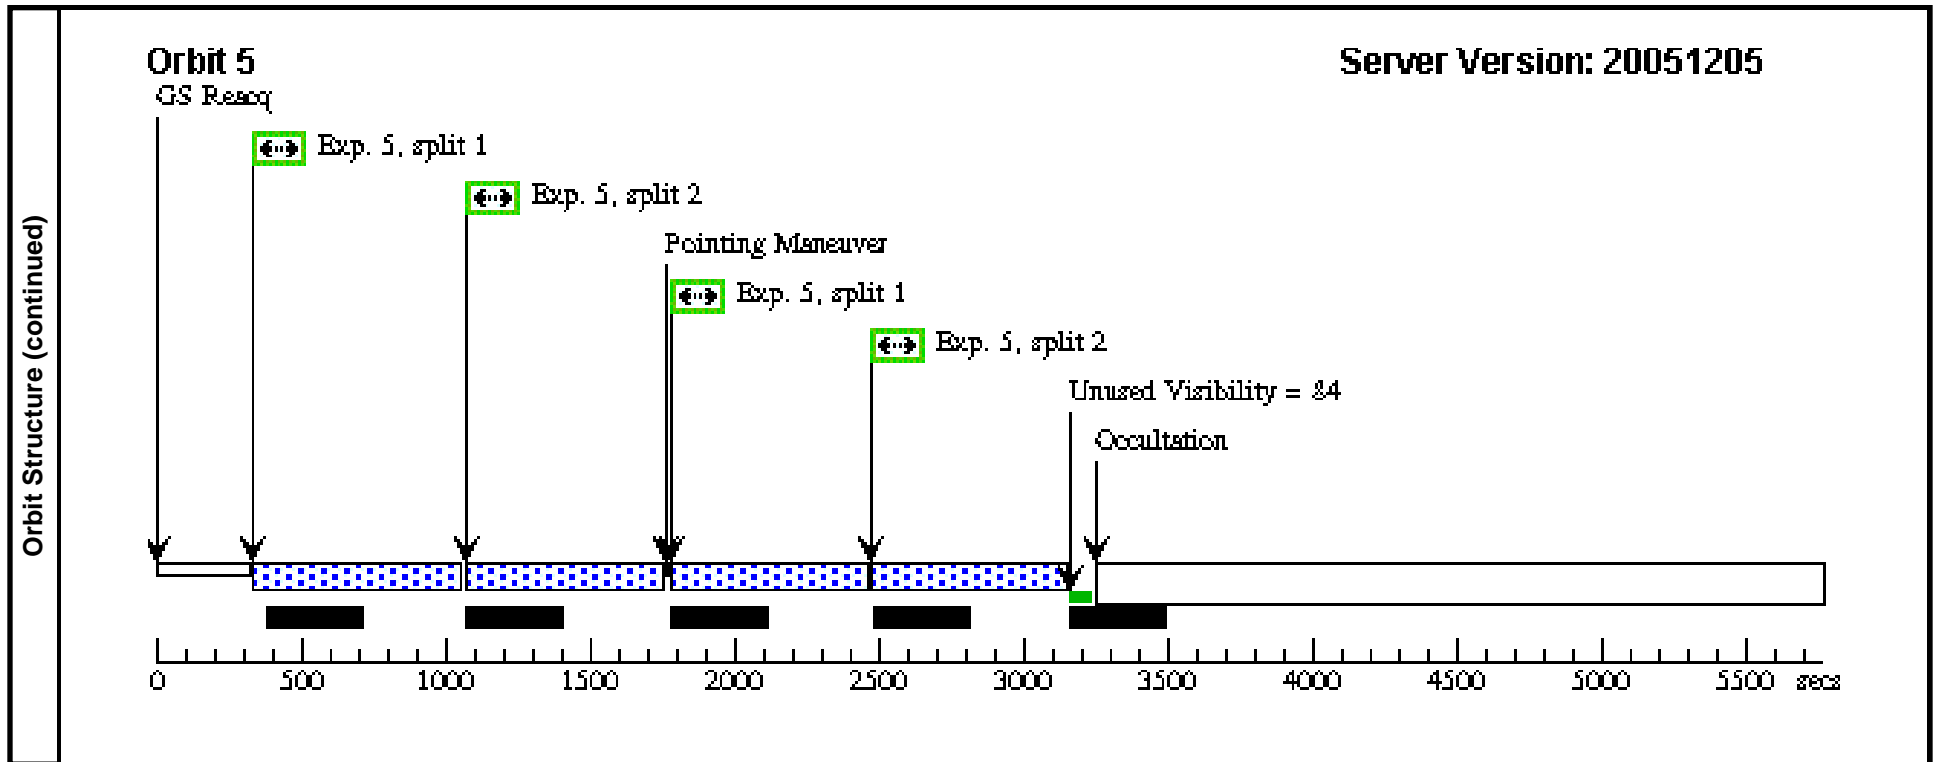 Orbit Structure (continued)
Orbit 5
Server Version: 20051205
GS Reacq
Exp. 5, split 1
Exp. 5, split 2
Pointing Maneuver
Exp. 5, split 1
Exp. 5, split 2
Unused Visibility = 84
Occultation
0 500 1000 1500 2000 2500 3000 3500 4000 4500 5000 5500 secs